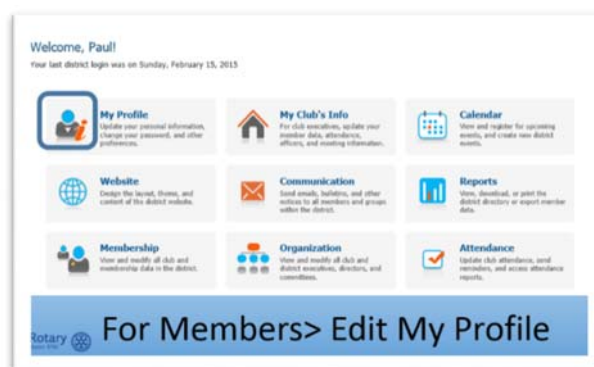 Welcome, Paul!
Your last district login was on Sunday, February 15, 2015
My Profile
Update your personal information,
change your password, and other
preferences.
My Club's Info
For club executives, update your
member data, attendance,
officers, and meeting information.
Calendar
View and register for upcoming
events, and create new district
events.
Website
Design the layout, theme, and
content of the district website.
Communication
Send emails, bulletins, and other
notices to all members and groups
within the district.
Reports
View, download, or print the
district directory or export member
data.
Membership
View and modify all club and
membership data in the district.
Organization
View and modify all club and
district executives, directors, and
committees.
Attendance
Update club attendance, send
reminders, and access attendance
reports.
For Members> Edit My Profile
Rotary